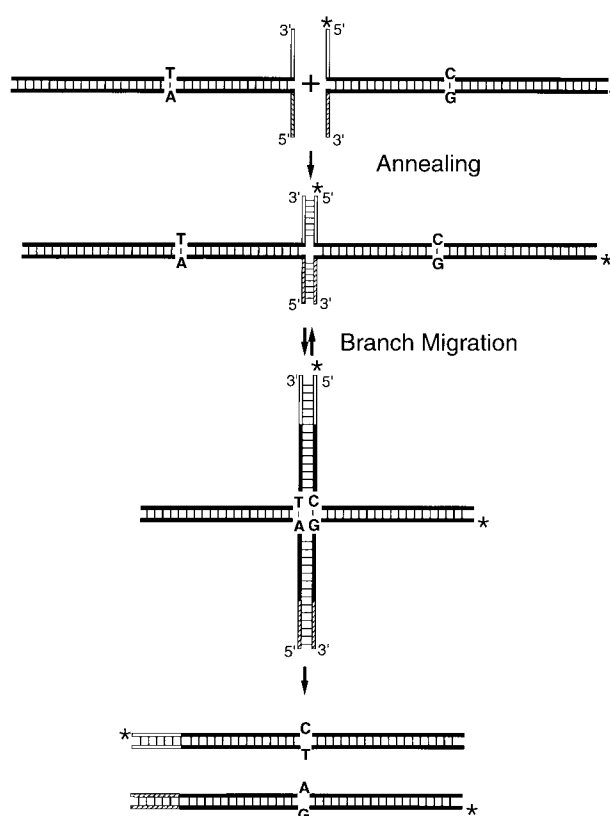 3' * 5'
T C
+
A G
*
5' 3'
Annealing
3' * 5'
T C
A G
*
5' 3'
Branch Migration
3' * 5'
T C
A G
*
5' 3'
* C
T
A
G *